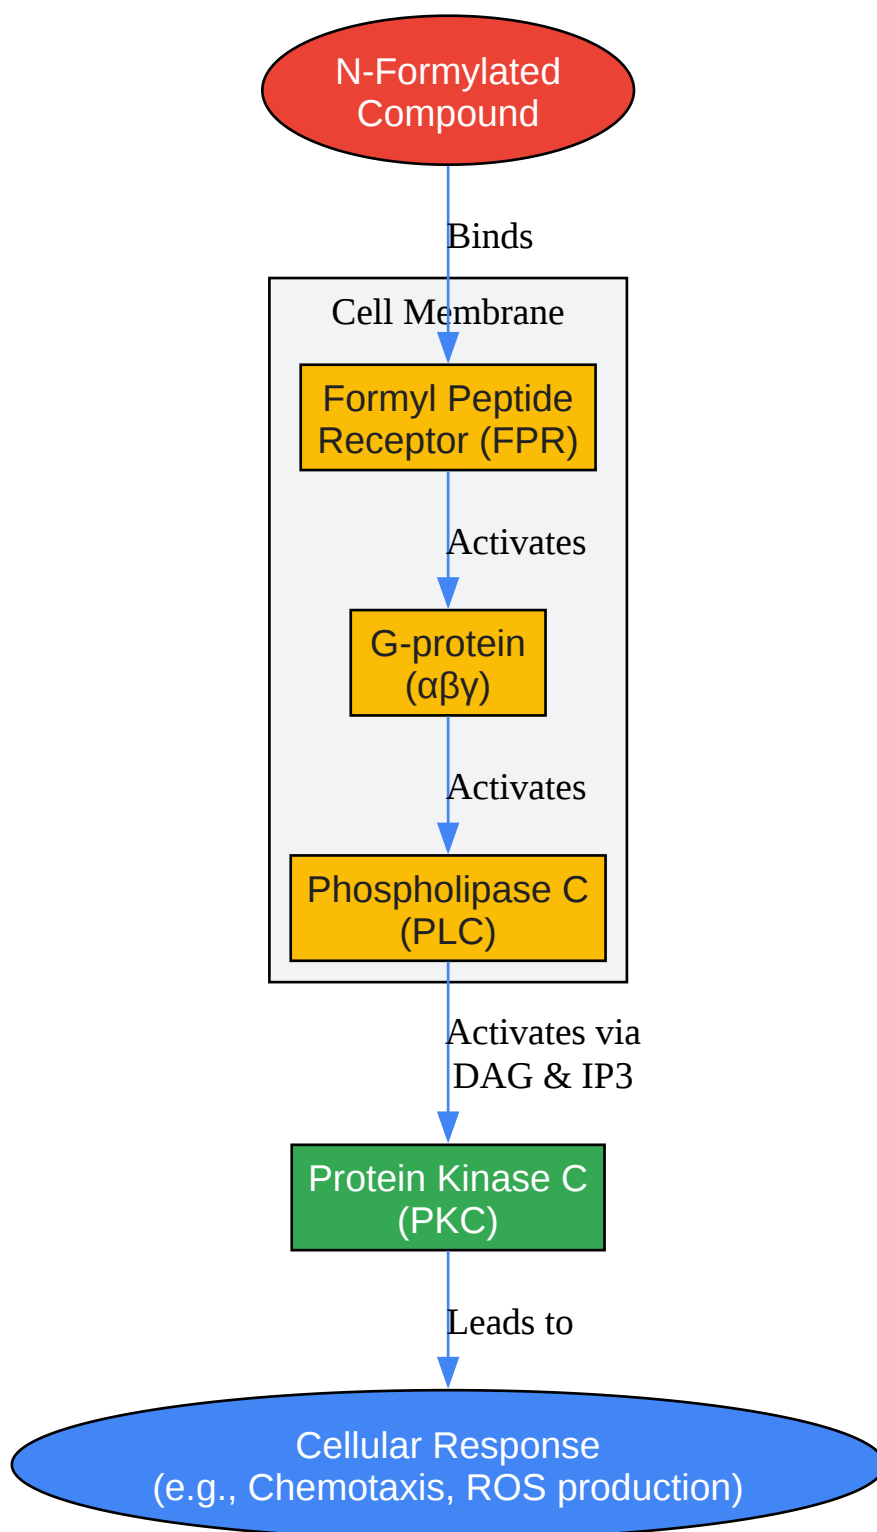 N-Formylated
Compound
Binds
Cell Membrane
Formyl Peptide
Receptor (FPR)
Activates
G-protein
(αβγ)
Activates
Phospholipase C
(PLC)
Activates via
DAG & IP3
Protein Kinase C
(PKC)
Leads to
Cellular Response
(e.g., Chemotaxis, ROS production)